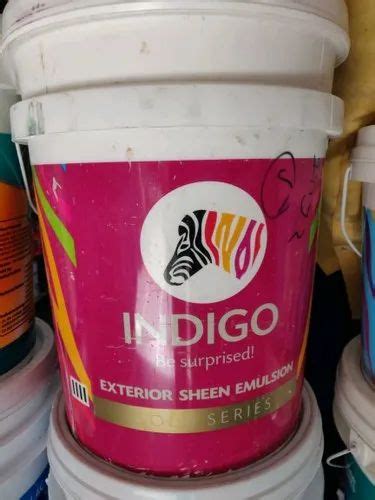 INDIGO
Be surprised!
EXTERIOR SHEEN EMULSION
SERIES